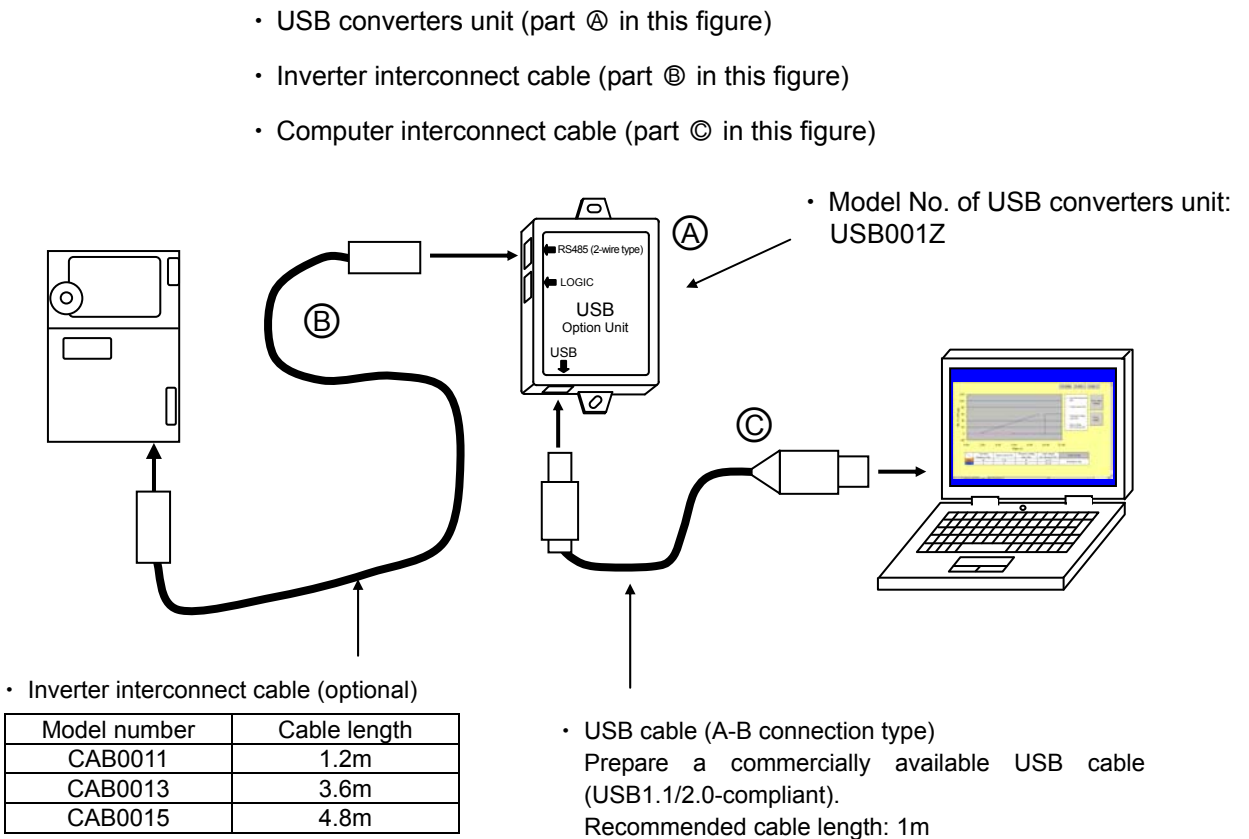 ・ USB converters unit (part Ⓐ in this figure)
・ Inverter interconnect cable (part Ⓑ in this figure)
・ Computer interconnect cable (part Ⓒ in this figure)
・ Model No. of USB converters unit:
USB001Z
Ⓐ
RS485 (2-wire type)
LOGIC
USB
Option Unit
USB
Ⓑ
Ⓒ
・ Inverter interconnect cable (optional)
Model number Cable length
CAB0011 1.2m
CAB0013 3.6m
CAB0015 4.8m
・ USB cable (A-B connection type)
Prepare a commercially available USB cable
(USB1.1/2.0-compliant).
Recommended cable length: 1m